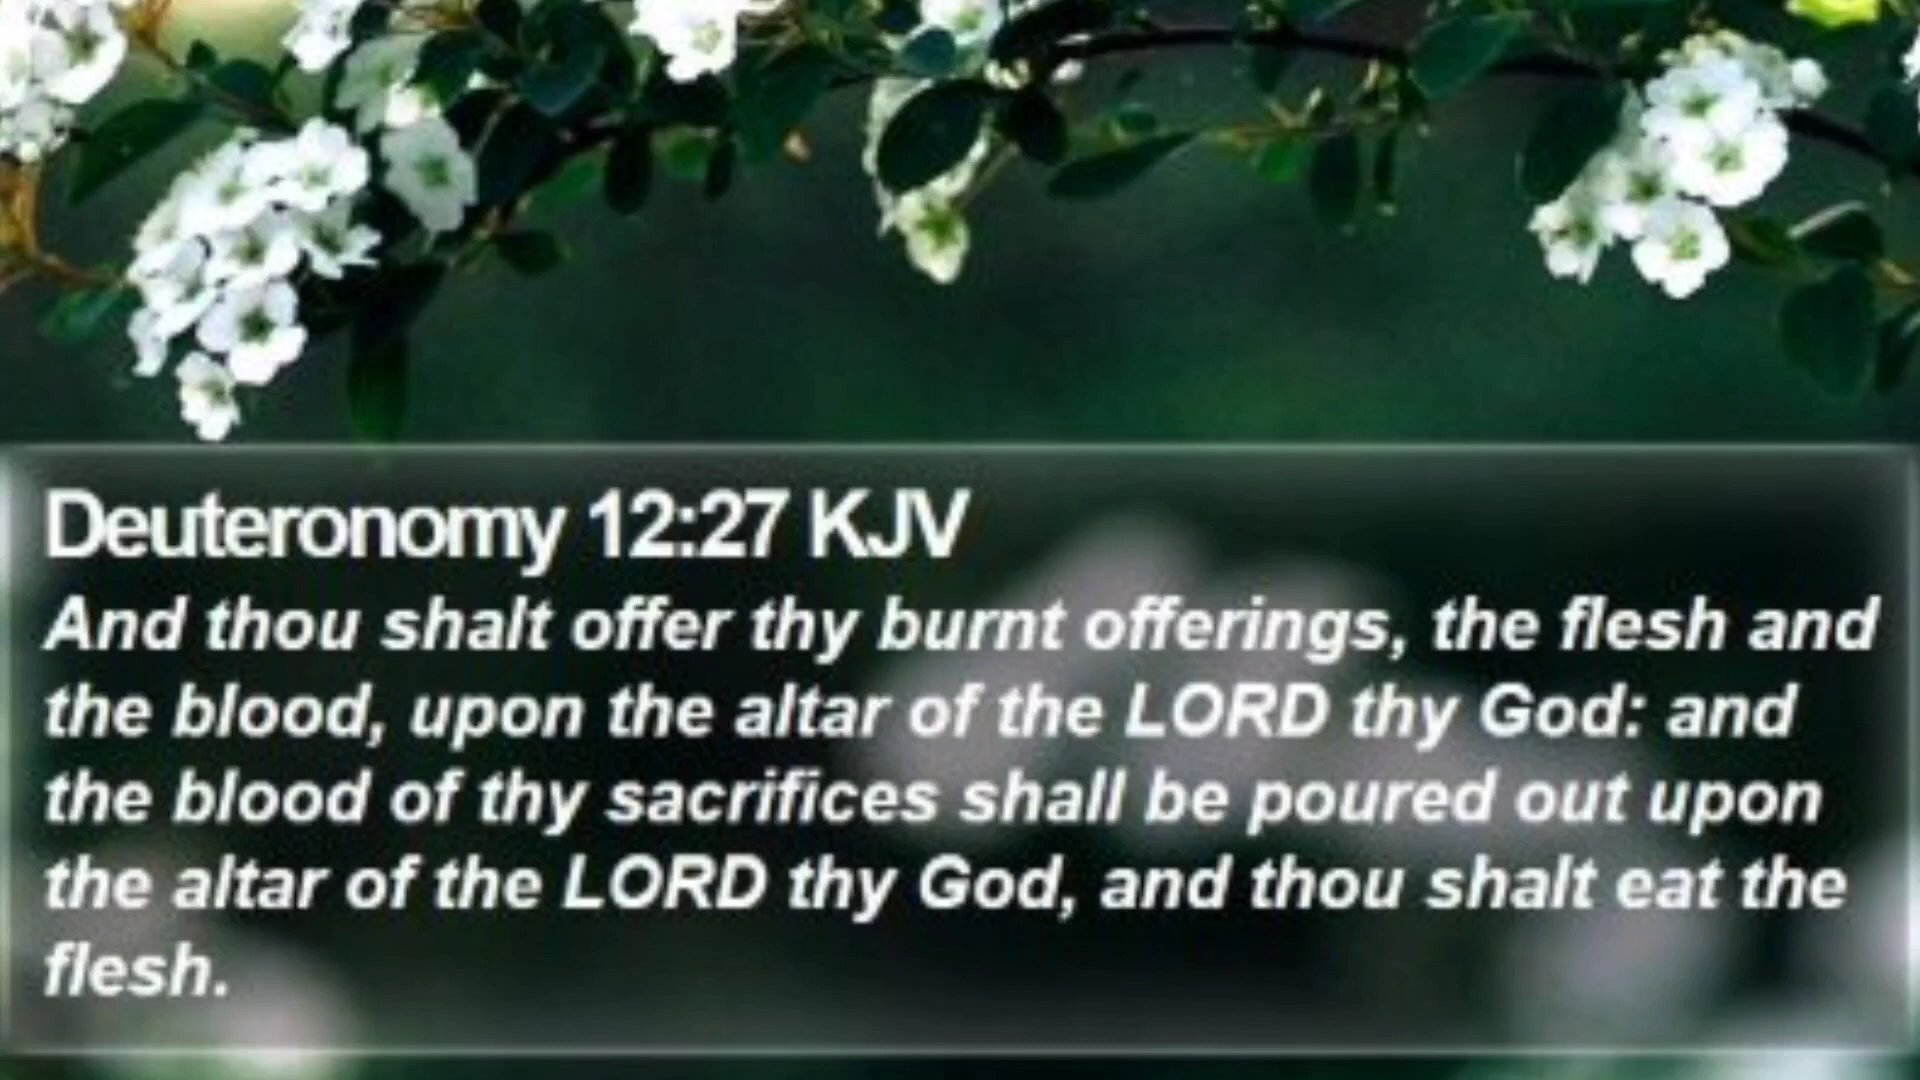 Deuteronomy 12:27 KJV
And thou shalt offer thy burnt offerings, the flesh and
the blood, upon the altar of the LORD thy God: and
the blood of thy sacrifices shall be poured out upon
the altar of the LORD thy God, and thou shalt eat the
flesh.